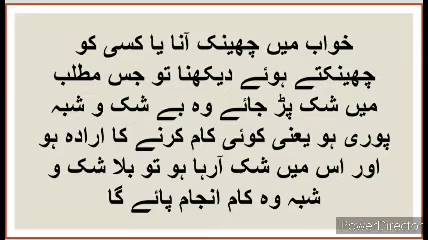 خواب میں چھینک آنا یا کسی کو
چھینکتے ہوئے دیکھنا تو جس مطلب
میں شک پڑ جائے وہ بے شک و شبہ
پوری ہو یعنی کوئی کام کرنے کا ارادہ ہو
اور اس میں شک آرہا ہو تو بلا شک و
شبہ وہ کام انجام پائے گا
PowerDirector